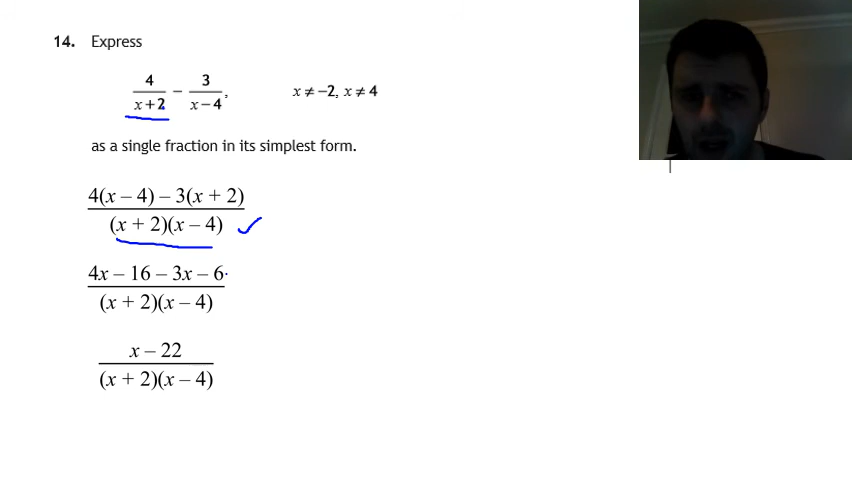 14. Express
4/(x+2) − 3/(x−4), x ≠ −2, x ≠ 4
as a single fraction in its simplest form.
4(x – 4) – 3(x + 2)
(x + 2)(x – 4)
4x – 16 – 3x – 6
(x + 2)(x – 4)
x – 22
(x + 2)(x – 4)